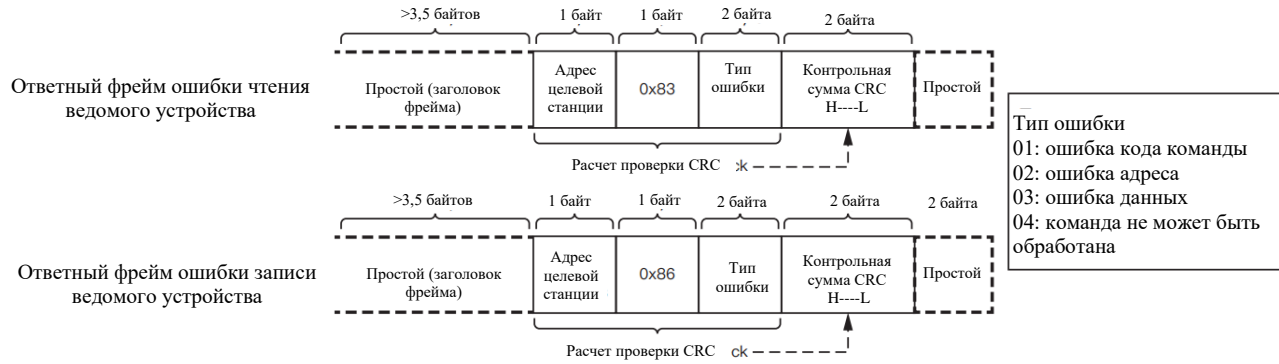 >3,5 байтов
1 байт
1 байт
2 байта
2 байта
Ответный фрейм ошибки чтения
ведомого устройства
Простой (заголовок
фрейма)
Адрес
целевой
станции
0x83
Тип
ошибки
Контрольная
сумма CRC
H----L
Простой
Расчет проверки CRC
ck
>3,5 байтов
1 байт
1 байт
2 байта
2 байта
2 байта
Ответный фрейм ошибки записи
ведомого устройства
Простой (заголовок
фрейма)
Адрес
целевой
станции
0x86
Тип
ошибки
Контрольная
сумма CRC
H----L
Простой
Расчет проверки CRC
ck
Тип ошибки
01: ошибка кода команды
02: ошибка адреса
03: ошибка данных
04: команда не может быть
обработана